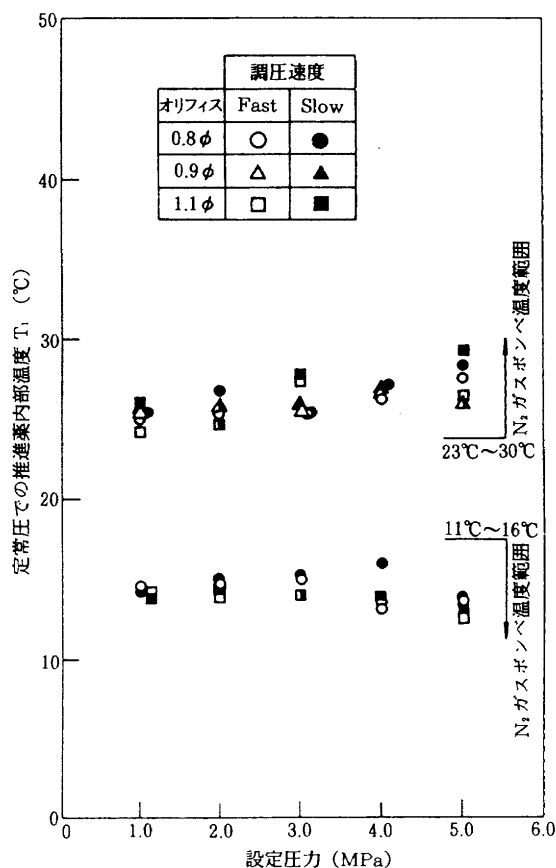 50
40
30
20
10
0
定常圧での推進薬内部温度 T₁ (℃)
調圧速度
オリフィス Fast Slow
0.8φ
0.9φ
1.1φ
N₂ガスボンベ温度範囲
23℃～30℃
11℃～16℃
N₂ガスボンベ温度範囲
0 1.0 2.0 3.0 4.0 5.0 6.0
設定圧力 (MPa)